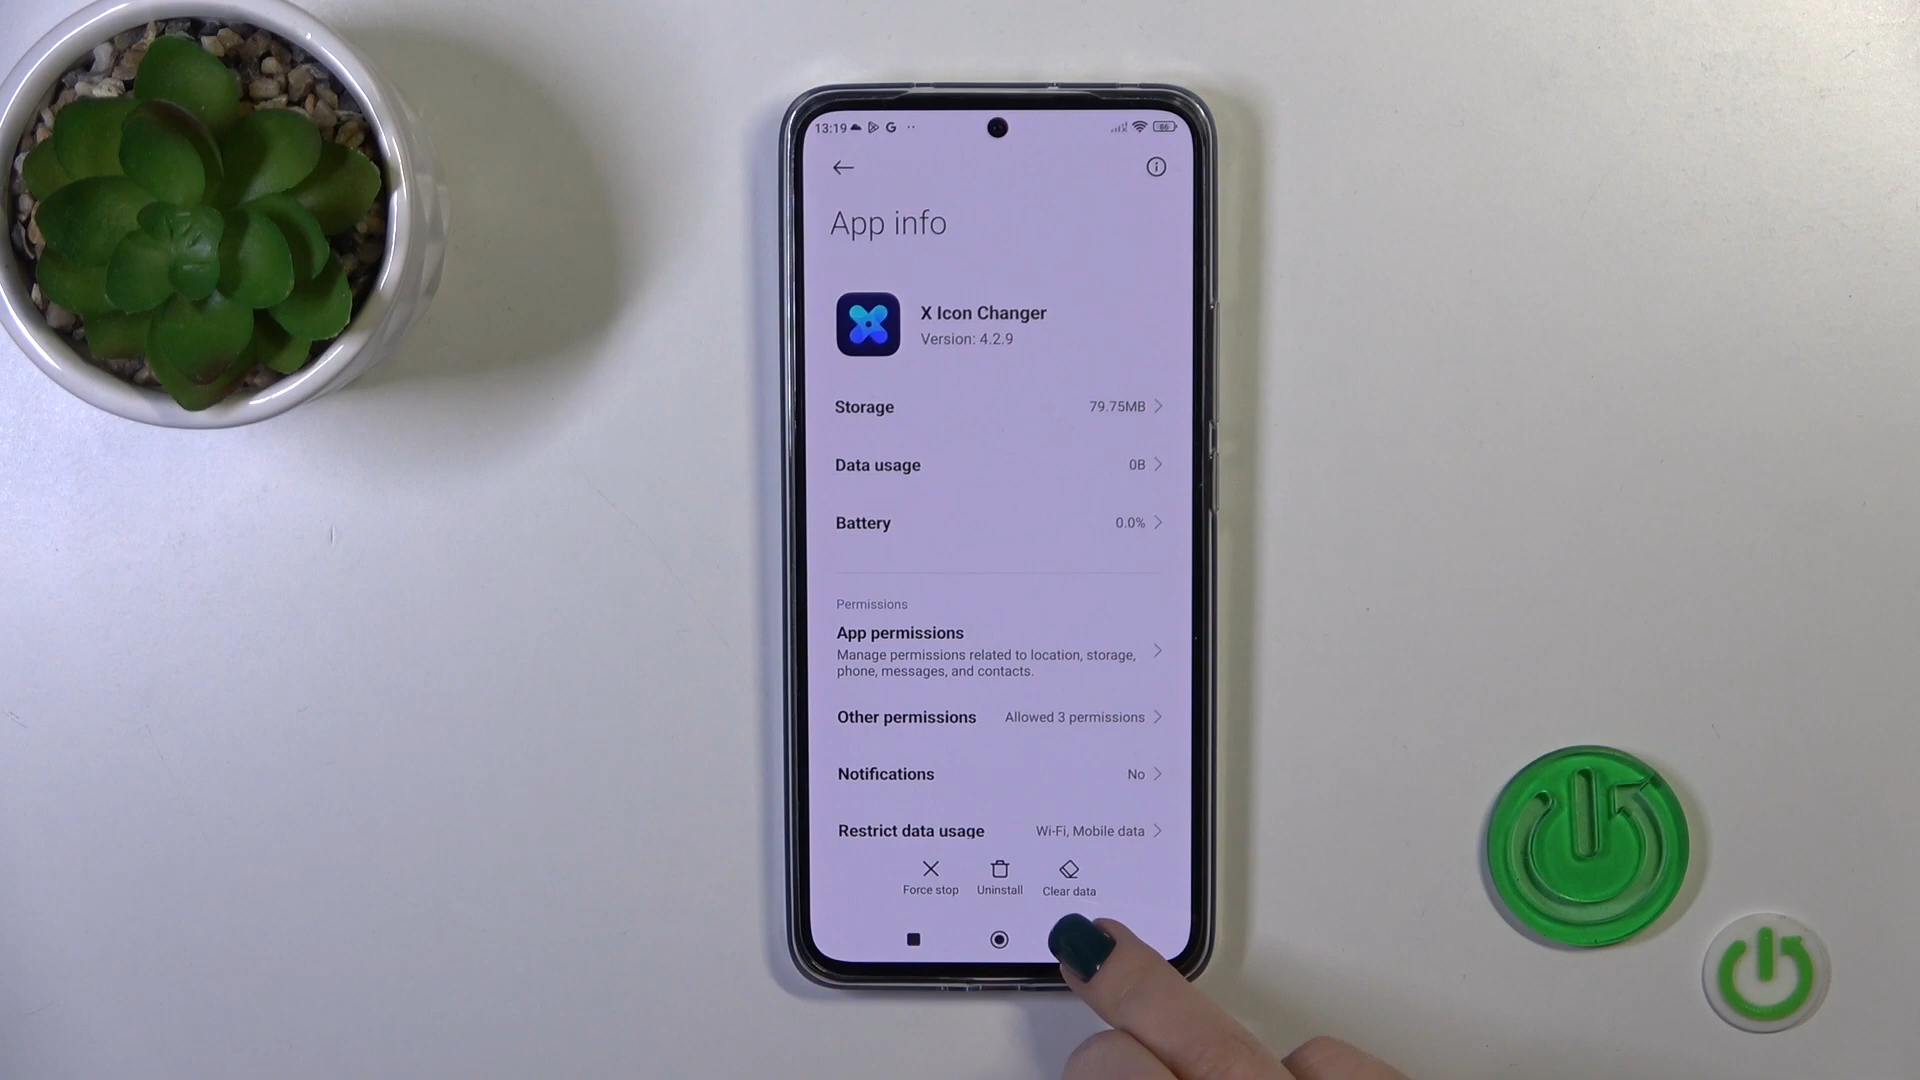 13:19
66
App info
X Icon Changer
Version: 4.2.9
Storage 79.75MB
Data usage 0B
Battery 0.0%
Permissions
App permissions
Manage permissions related to location, storage,
phone, messages, and contacts.
Other permissions Allowed 3 permissions
Notifications No
Restrict data usage Wi-Fi, Mobile data
Force stop Uninstall Clear data